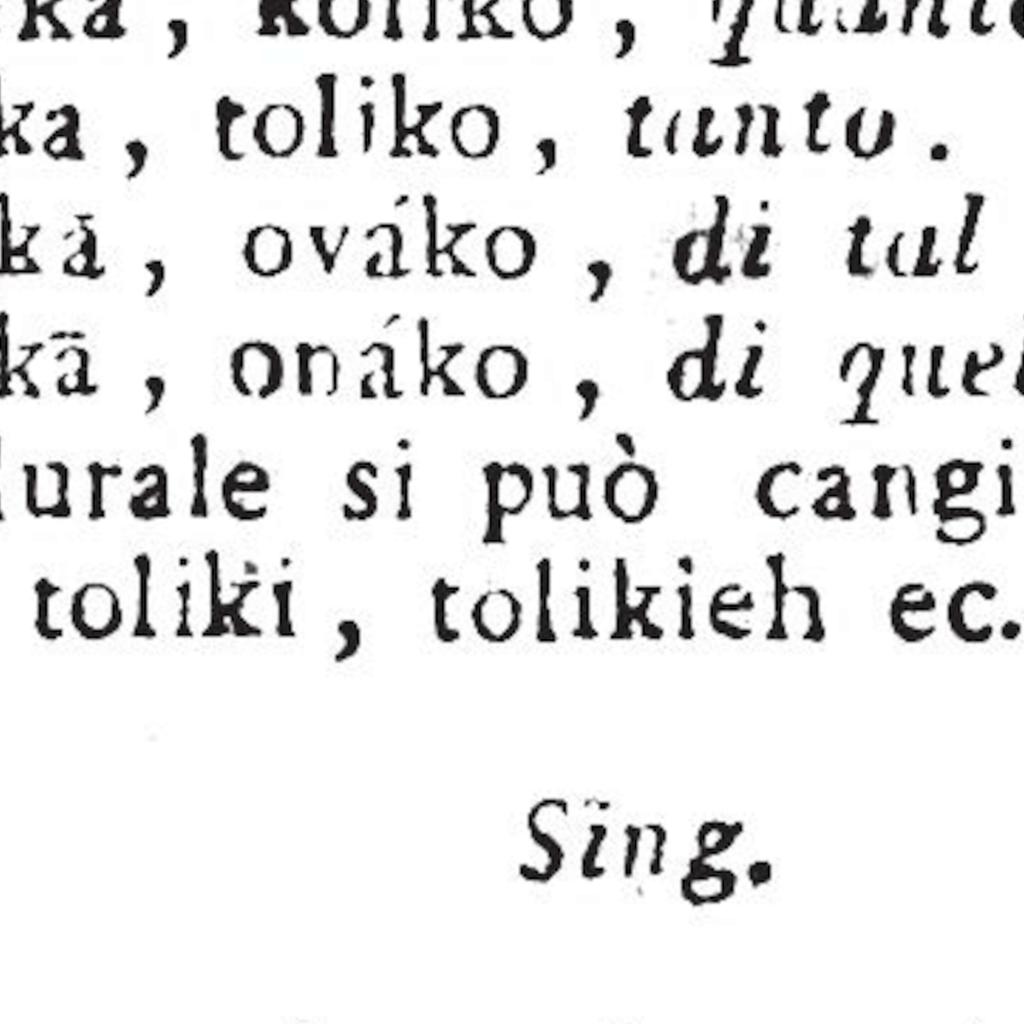 ka, koliko, quanto
ka, toliko, tanto.
kā, ováko, di tal
kā, onáko, di quel
lurale si può cangi
toliki, tolikieh ec.
Sing.